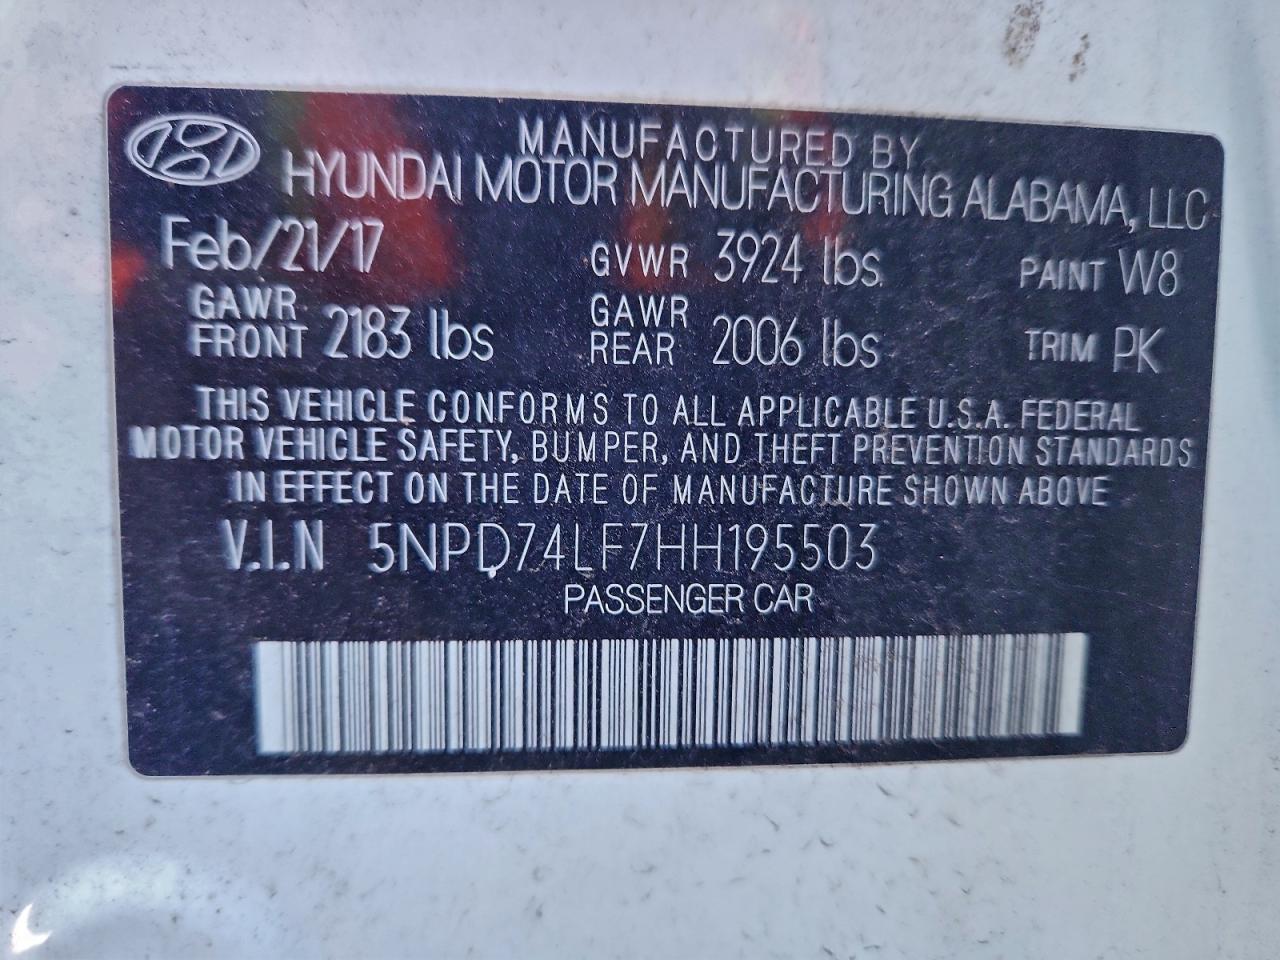 MANUFACTURED BY
HYUNDAI MOTOR MANUFACTURING ALABAMA, LLC
Feb/21/17 GVWR 3924 lbs. PAINT W8
GAWR FRONT 2183 lbs GAWR REAR 2006 lbs TRIM PK
THIS VEHICLE CONFORMS TO ALL APPLICABLE U.S.A. FEDERAL
MOTOR VEHICLE SAFETY, BUMPER, AND THEFT PREVENTION STANDARDS
IN EFFECT ON THE DATE OF MANUFACTURE SHOWN ABOVE
V.I.N 5NPD74LF7HH195503
PASSENGER CAR